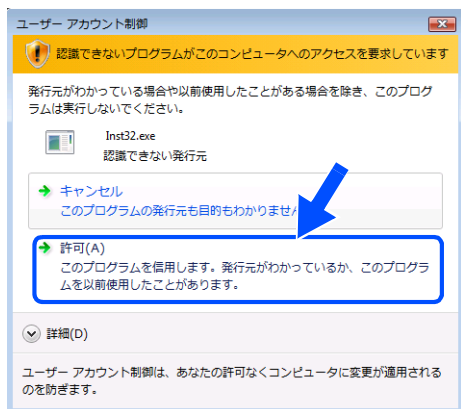 ユーザー アカウント制御
認識できないプログラムがこのコンピュータへのアクセスを要求しています
発行元がわかっている場合や以前使用したことがある場合を除き、このプログ
ラムは実行しないでください。
Inst32.exe
認識できない発行元
キャンセル
このプログラムの発行元も目的もわかりません
許可(A)
このプログラムを信用します。発行元がわかっているか、このプログラ
ムを以前使用したことがあります。
詳細(D)
ユーザー アカウント制御は、あなたの許可なくコンピュータに変更が適用される
のを防ぎます。